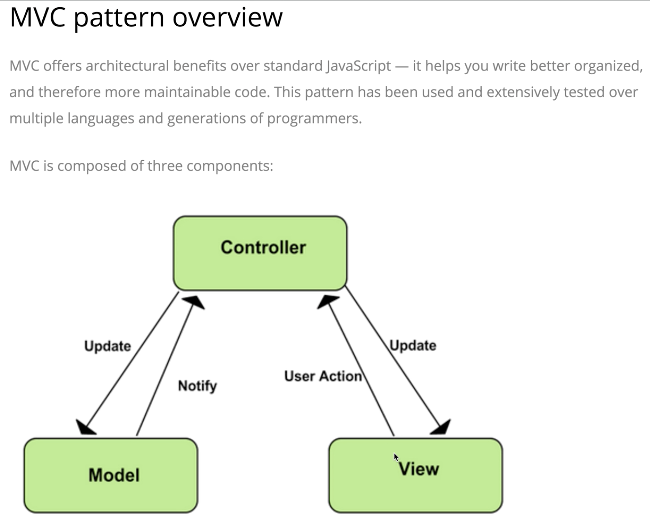 MVC pattern overview
MVC offers architectural benefits over standard JavaScript — it helps you write better organized,
and therefore more maintainable code. This pattern has been used and extensively tested over
multiple languages and generations of programmers.
MVC is composed of three components:
Controller
Update
Update
User Action
Notify
Model
View